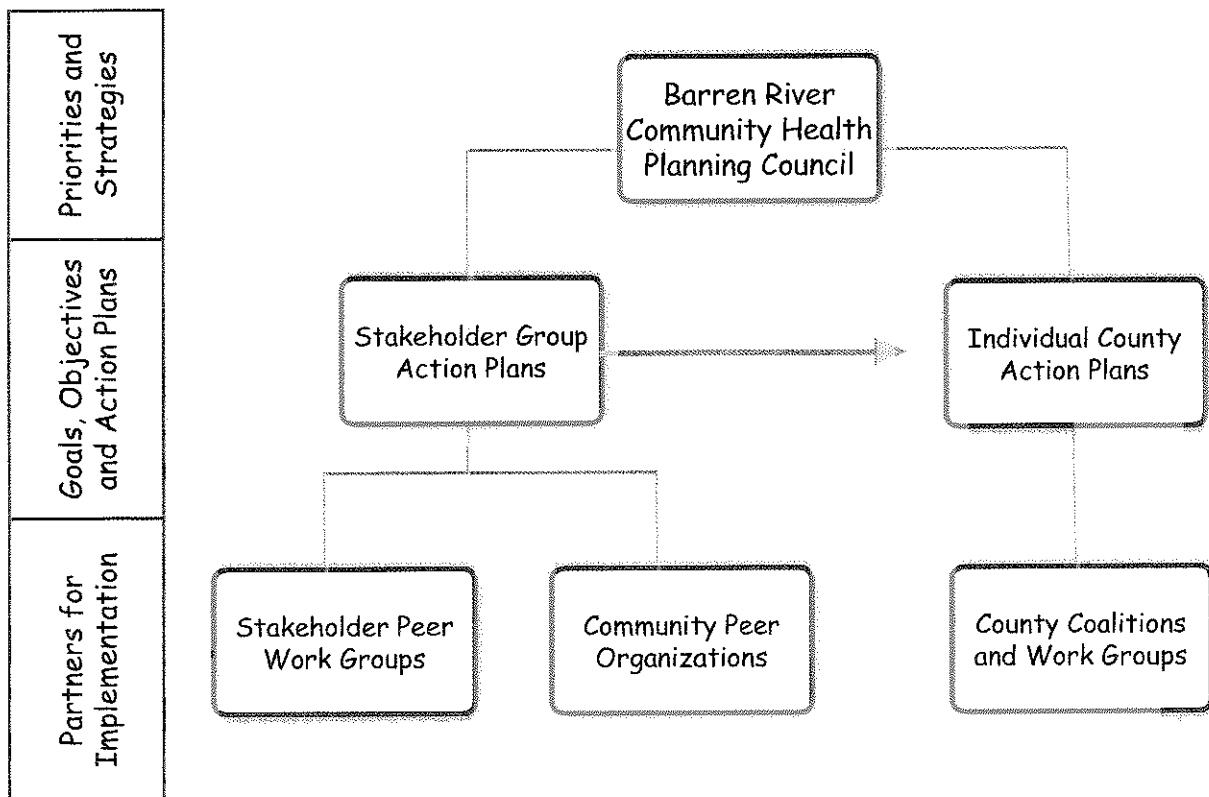 Priorities and
Strategies
Barren River
Community Health
Planning Council
Goals, Objectives
and Action Plans
Stakeholder Group
Action Plans
Individual County
Action Plans
Partners for
Implementation
Stakeholder Peer
Work Groups
Community Peer
Organizations
County Coalitions
and Work Groups